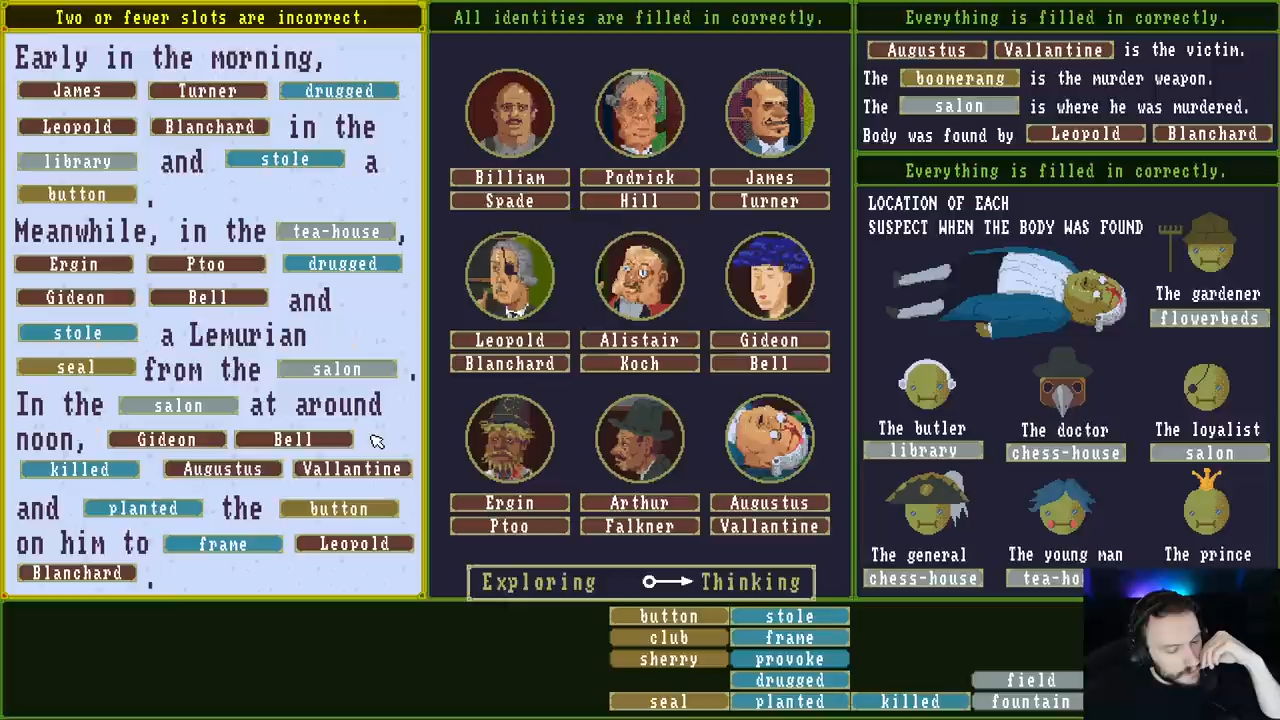 Two or fewer slots are incorrect.
Early in the morning,
James Turner drugged
Leopold Blanchard in the
library and stole a
button .
Meanwhile, in the tea-house ,
Ergin Ptoo drugged
Gideon Bell and
stole a Lemurian
seal from the salon .
In the salon at around
noon, Gideon Bell
killed Augustus Vallantine
and planted the button
on him to frame Leopold
Blanchard .
All identities are filled in correctly.
Billiam Podrick James
Spade Hill Turner
Leopold Alistair Gideon
Blanchard Koch Bell
Ergin Arthur Augustus
Ptoo Falkner Vallantine
Exploring Thinking
Everything is filled in correctly.
Augustus Vallantine is the victim.
The boomerang is the murder weapon.
The salon is where he was murdered.
Body was found by Leopold Blanchard
Everything is filled in correctly.
LOCATION OF EACH
SUSPECT WHEN THE BODY WAS FOUND
The gardener
flowerbeds
The butler The doctor The loyalist
library chess-house salon
The general The young man The prince
chess-house tea-ho
button stole
club frame
sherry provoke
drugged field
seal planted killed fountain